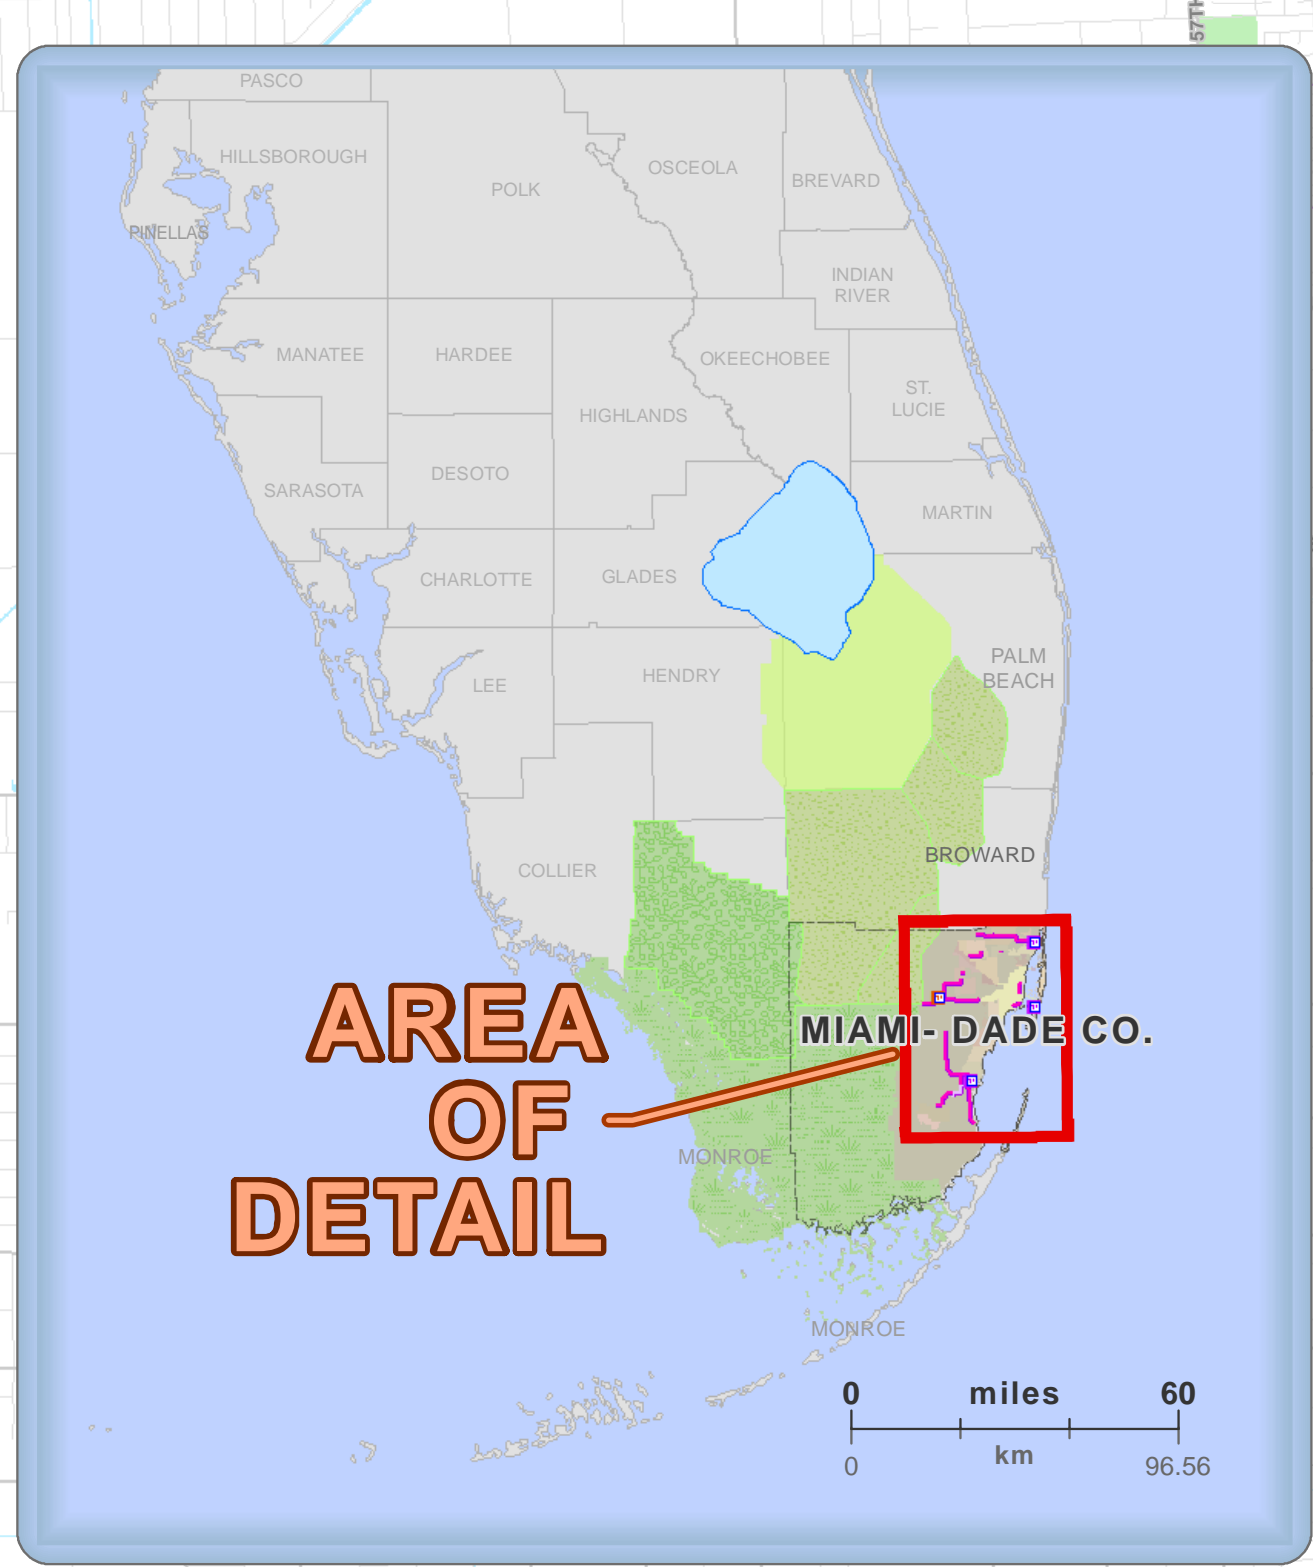 57TH
PASCO
HILLSBOROUGH
OSCEOLA
POLK
BREVARD
PINELLAS
INDIAN
RIVER
MANATEE
HARDEE
OKEECHOBEE
ST.
LUCIE
HIGHLANDS
DESOTO
SARASOTA
MARTIN
CHARLOTTE
GLADES
PALM
BEACH
HENDRY
LEE
BROWARD
COLLIER
MIAMI- DADE CO.
AREA
OF
DETAIL
MONROE
MONROE
0 miles 60
km
0 96.56